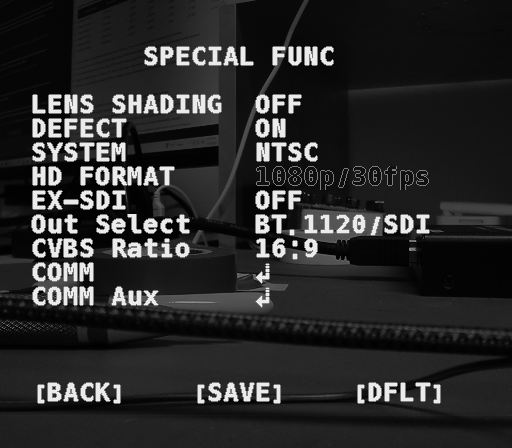 SPECIAL FUNC
LENS SHADING OFF
DEFECT ON
SYSTEM NTSC
HD FORMAT 1080p/30fps
EX-SDI OFF
Out Select BT.1120/SDI
CVBS Ratio 16:9
COMM ↲
COMM Aux ↲
[BACK] [SAVE] [DFLT]